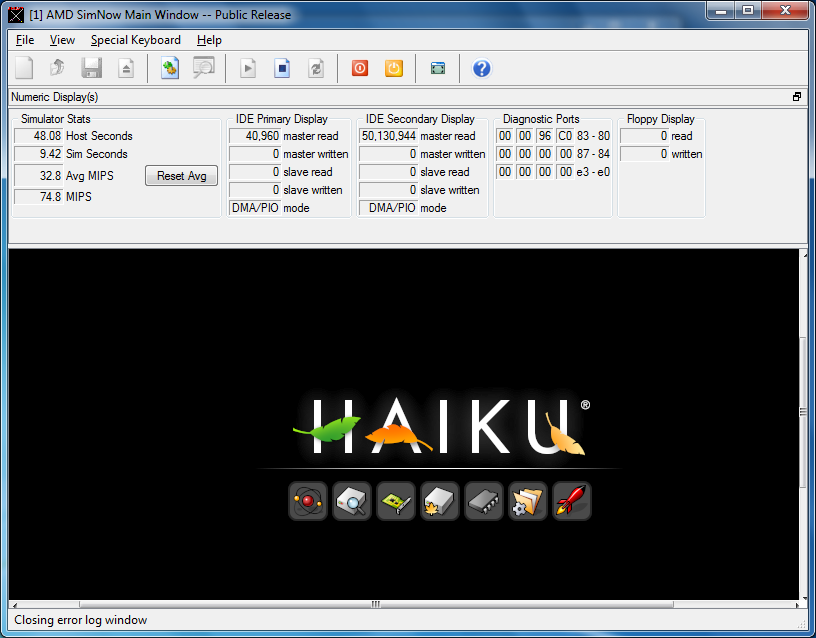 [1] AMD SimNow Main Window -- Public Release
File View Special Keyboard Help
Numeric Display(s)
Simulator Stats
48.08 Host Seconds
9.42 Sim Seconds
32.8 Avg MIPS
Reset Avg
74.8 MIPS
IDE Primary Display
40,960 master read
0 master written
0 slave read
0 slave written
DMA/PIO mode
IDE Secondary Display
50,130,944 master read
0 master written
0 slave read
0 slave written
DMA/PIO mode
Diagnostic Ports
00 00 96 C0 83 - 80
00 00 00 00 87 - 84
00 00 00 00 e3 - e0
Floppy Display
0 read
0 written
HAIKU®
Closing error log window